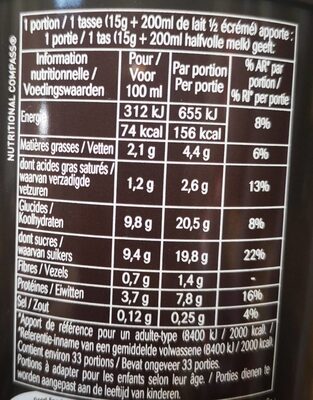 1 portion / 1 tasse (15g + 200ml de lait ½ écrémé) apporte :
1 portie / 1 tas (15g + 200ml halfvolle melk) geeft:
NUTRITIONAL COMPASS®
Information nutritionnelle / Voedingswaarden
Pour / Voor 100 ml
Par portion Per portie
% AR* par portion / % RI* per portie
Energie
312 kJ 655 kJ
74 kcal 156 kcal
8%
Matières grasses / Vetten 2,1 g 4,4 g 6%
dont acides gras saturés /
waarvan verzadigde
vetzuren
1,2 g 2,6 g 13%
Glucides /
Koolhydraten
9,8 g 20,5 g 8%
dont sucres /
waarvan suikers
9,4 g 19,8 g 22%
Fibres / Vezels 0,7 g 1,4 g -
Protéines / Eiwitten 3,7 g 7,8 g 16%
Sel / Zout 0,12 g 0,25 g 4%
*Apport de référence pour un adulte-type (8400 kJ / 2000 kcal).
*Referentie-inname van een gemiddelde volwassene (8400 kJ / 2000 kcal).
Contient environ 33 portions / Bevat ongeveer 33 porties.
Portions à adapter pour les enfants selon leur âge. / Porties dienen te
worden aangepast aan de leeftijd van kinderen.